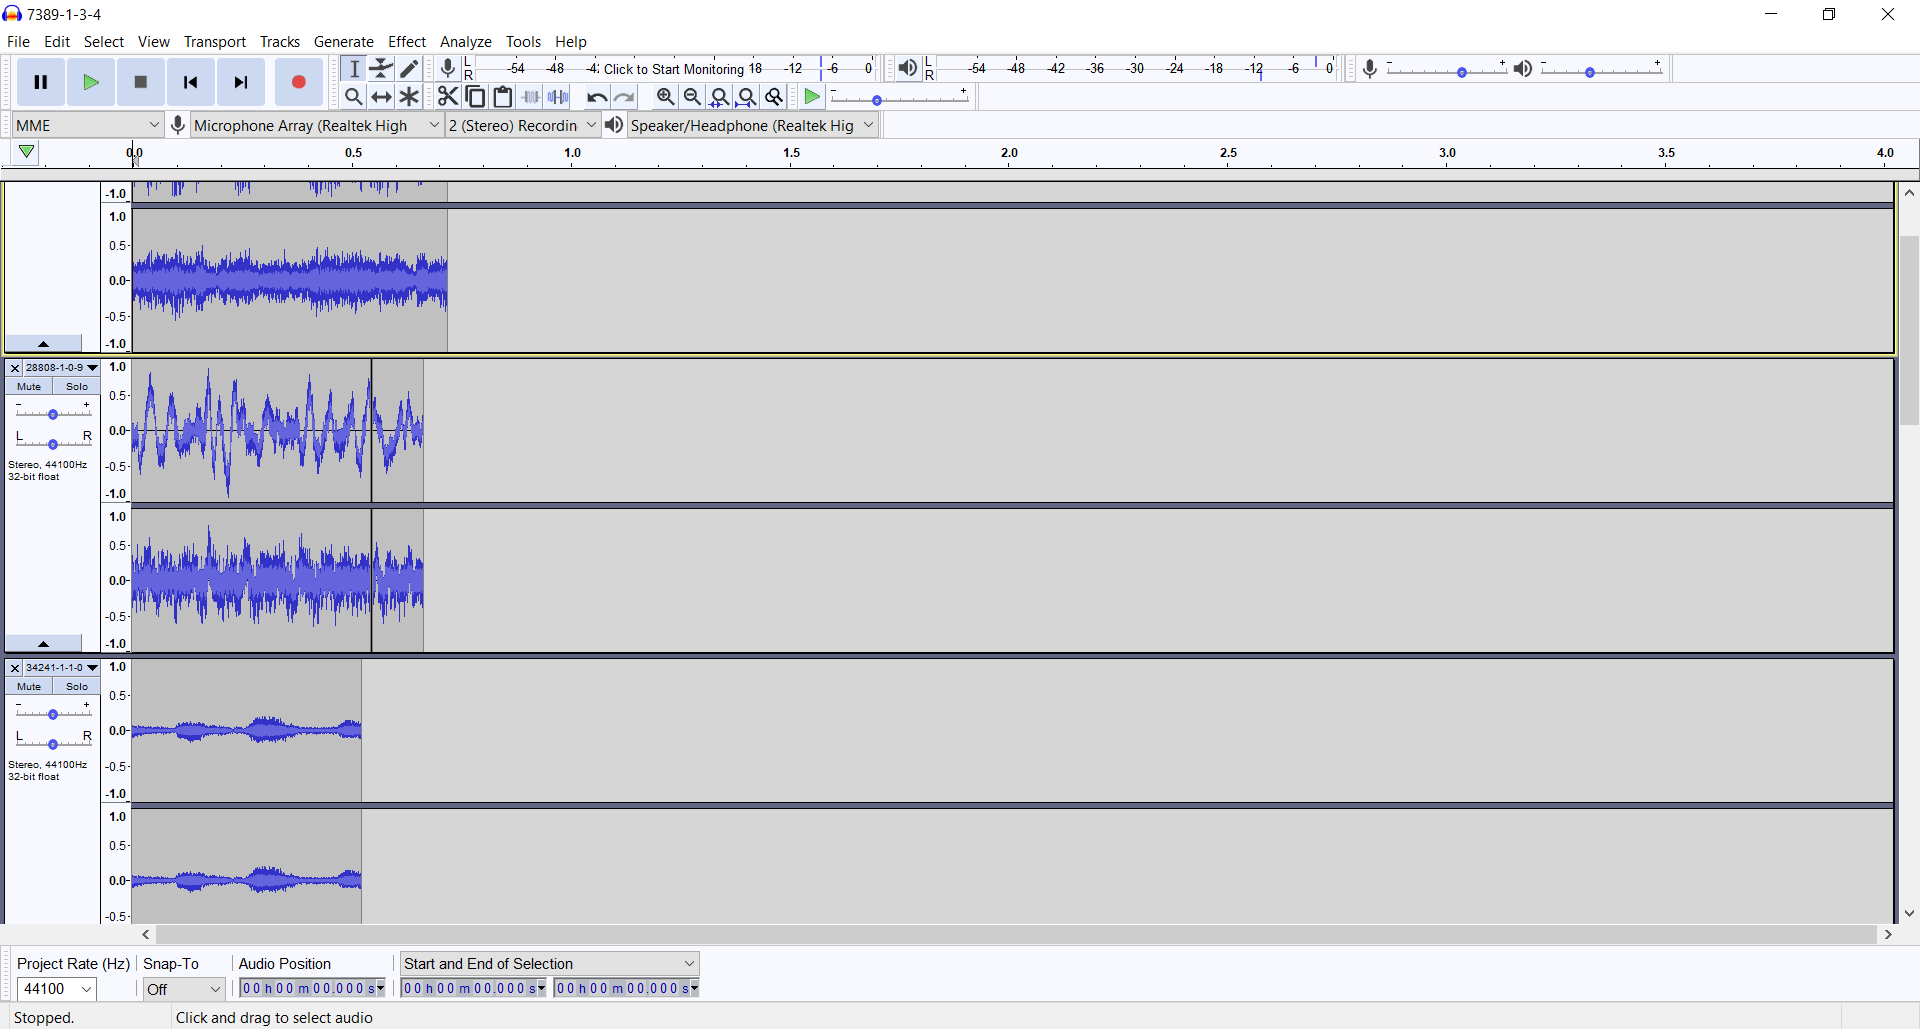 7389-1-3-4
File Edit Select View Transport Tracks Generate Effect Analyze Tools Help
L R -54 -48 -4 Click to Start Monitoring 18 -12 -6 0 L R -54 -48 -42 -36 -30 -24 -18 -12 -6 0 - + - +
- +
MME Microphone Array (Realtek High 2 (Stereo) Recordin Speaker/Headphone (Realtek Hig
0.0 0.5 1.0 1.5 2.0 2.5 3.0 3.5 4.0
-1.0
1.0
0.5
0.0
-0.5
-1.0
28808-1-0-9 1.0
Mute Solo
0.5
- +
L R 0.0
Stereo, 44100Hz -0.5
32-bit float
-1.0
1.0
0.5
0.0
-0.5
-1.0
34241-1-1-0 1.0
Mute Solo
0.5
- +
L R 0.0
Stereo, 44100Hz -0.5
32-bit float
-1.0
1.0
0.5
0.0
-0.5
Project Rate (Hz) Snap-To Audio Position Start and End of Selection
44100 Off 00 h 00 m 00.000 s 00 h 00 m 00.000 s 00 h 00 m 00.000 s
Stopped. Click and drag to select audio